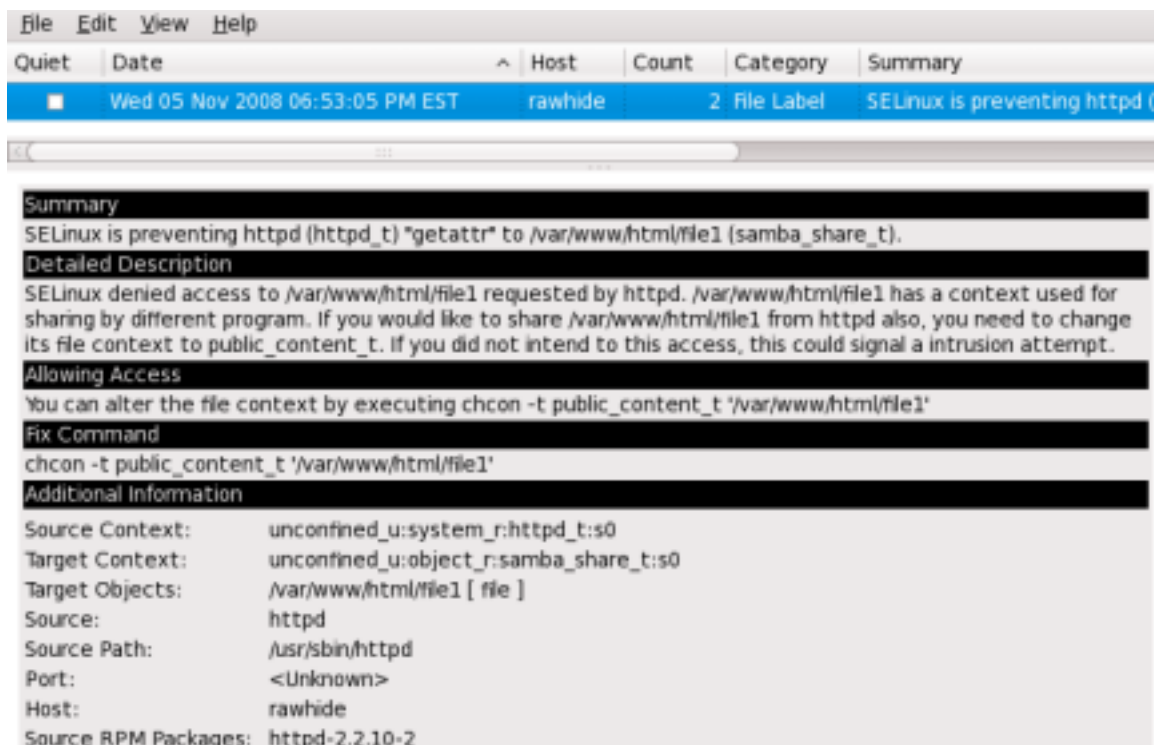 File Edit View Help
Quiet Date Host Count Category Summary
Wed 05 Nov 2008 06:53:05 PM EST rawhide 2 File Label SELinux is preventing httpd (
Summary
SELinux is preventing httpd (httpd_t) "getattr" to /var/www/html/file1 (samba_share_t).
Detailed Description
SELinux denied access to /var/www/html/file1 requested by httpd. /var/www/html/file1 has a context used for
sharing by different program. If you would like to share /var/www/html/file1 from httpd also, you need to change
its file context to public_content_t. If you did not intend to this access, this could signal a intrusion attempt.
Allowing Access
You can alter the file context by executing chcon -t public_content_t '/var/www/html/file1'
Fix Command
chcon -t public_content_t '/var/www/html/file1'
Additional Information
Source Context: unconfined_u:system_r:httpd_t:s0
Target Context: unconfined_u:object_r:samba_share_t:s0
Target Objects: /var/www/html/file1 [ file ]
Source: httpd
Source Path: /usr/sbin/httpd
Port: <Unknown>
Host: rawhide
Source RPM Packages: httpd-2.2.10-2